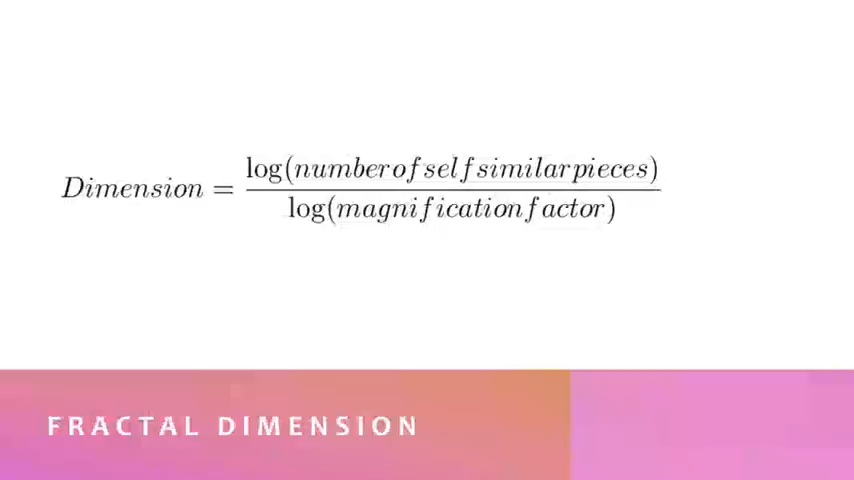 Dimension = log(numberofselfsimilarpieces) / log(magnificationfactor)
FRACTAL DIMENSION